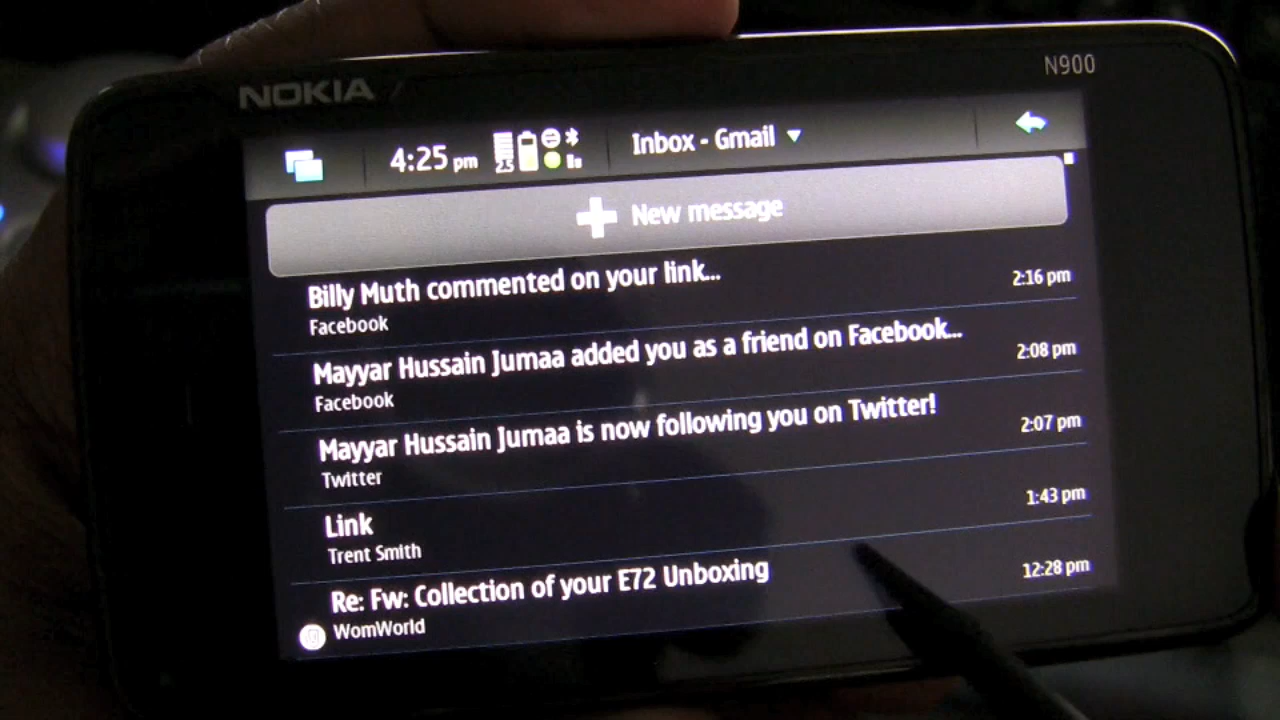 NOKIA
N900
4:25 pm
2.5
Inbox - Gmail
New message
Billy Muth commented on your link...
2:16 pm
Facebook
Mayyar Hussain Jumaa added you as a friend on Facebook...
2:08 pm
Facebook
Mayyar Hussain Jumaa is now following you on Twitter!
2:07 pm
Twitter
Link
1:43 pm
Trent Smith
Re: Fw: Collection of your E72 Unboxing
12:28 pm
WomWorld